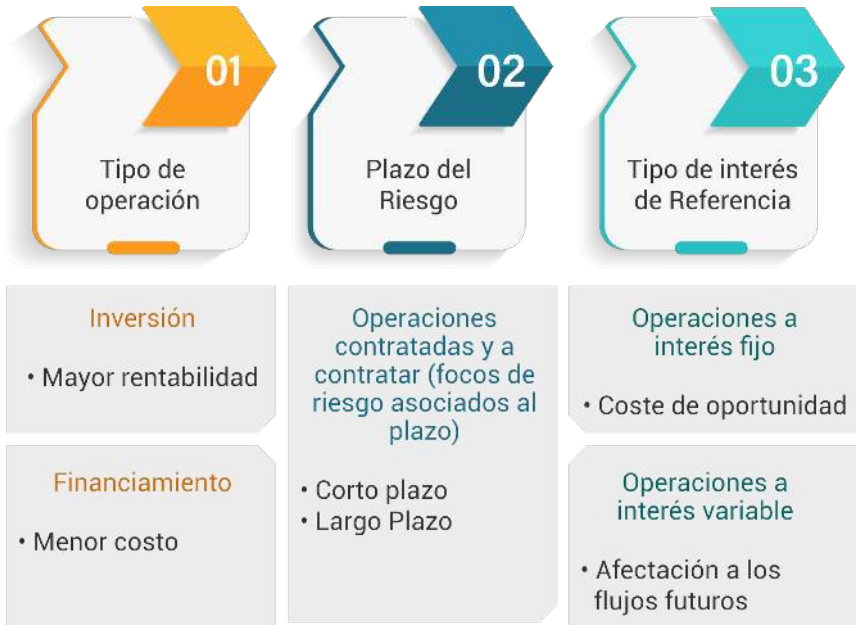 01
Tipo de
operación
Inversión
• Mayor rentabilidad
Financiamiento
• Menor costo
02
Plazo del
Riesgo
Operaciones
contratadas y a
contratar (focos de
riesgo asociados al
plazo)
• Corto plazo
• Largo Plazo
03
Tipo de interés
de Referencia
Operaciones a
interés fijo
• Coste de oportunidad
Operaciones a
interés variable
• Afectación a los
flujos futuros